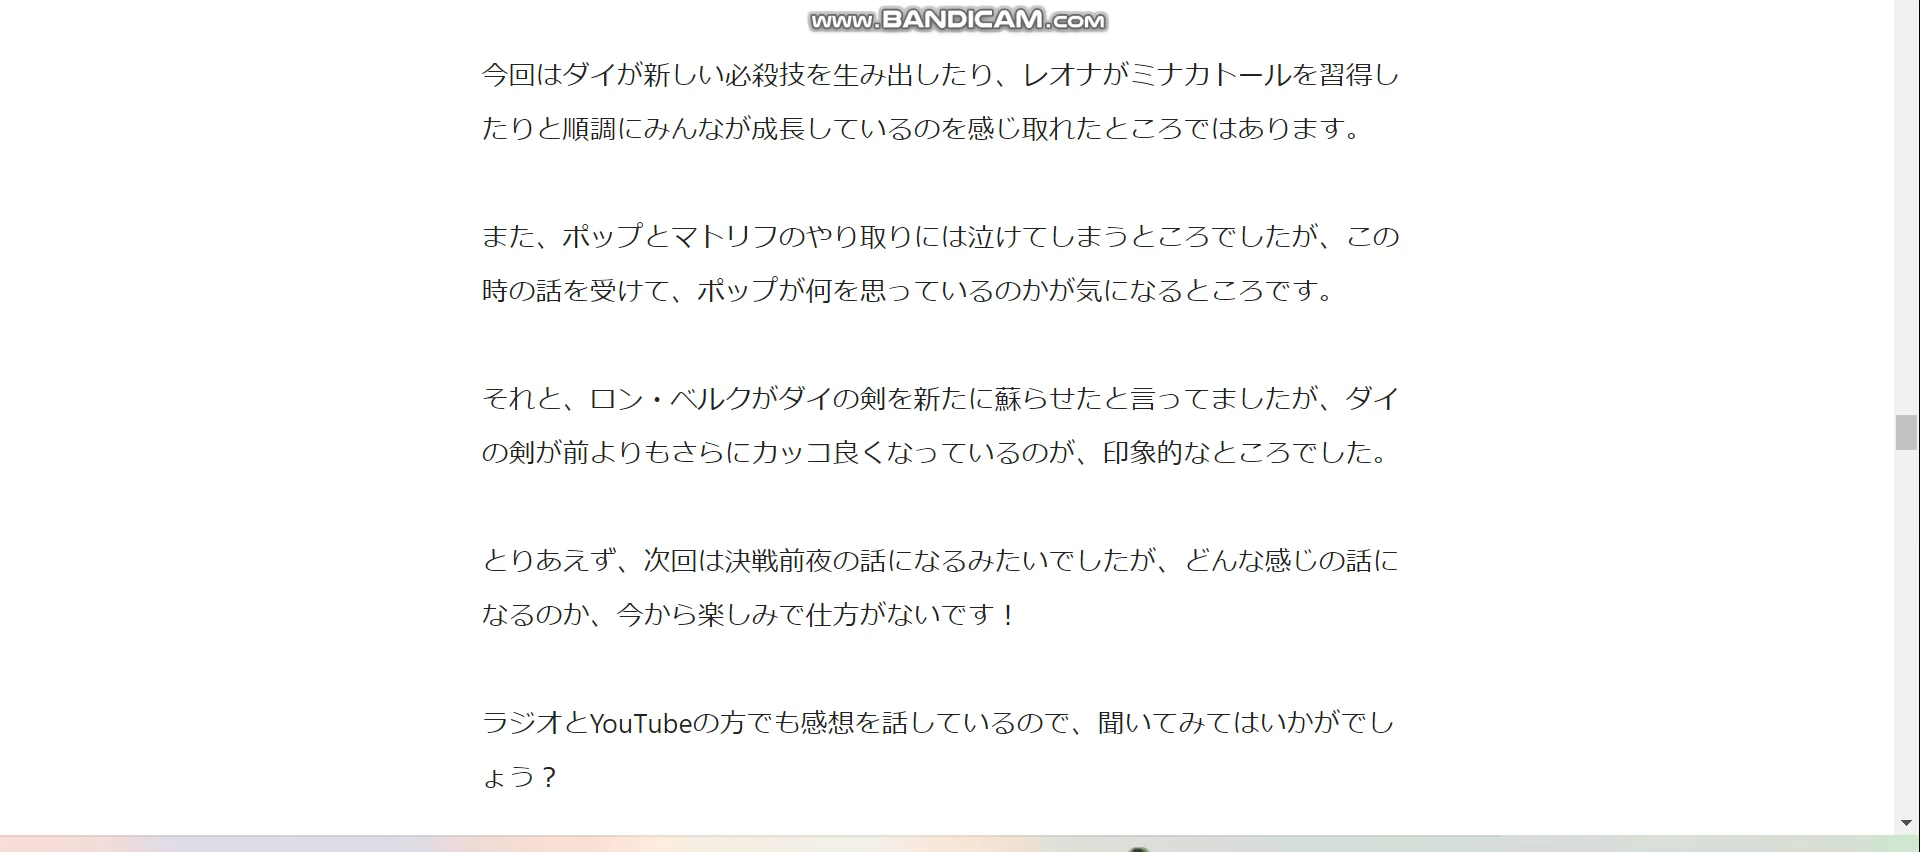 www.BANDICAM.com
今回はダイが新しい必殺技を生み出したり、レオナがミナカトールを習得し
たりと順調にみんなが成長しているのを感じ取れたところではあります。
また、ポップとマトリフのやり取りには泣けてしまうところでしたが、この
時の話を受けて、ポップが何を思っているのかが気になるところです。
それと、ロン・ベルクがダイの剣を新たに蘇らせたと言ってましたが、ダイ
の剣が前よりもさらにカッコ良くなっているのが、印象的なところでした。
とりあえず、次回は決戦前夜の話になるみたいでしたが、どんな感じの話に
なるのか、今から楽しみで仕方がないです！
ラジオとYouTubeの方でも感想を話しているので、聞いてみてはいかがでし
ょう？